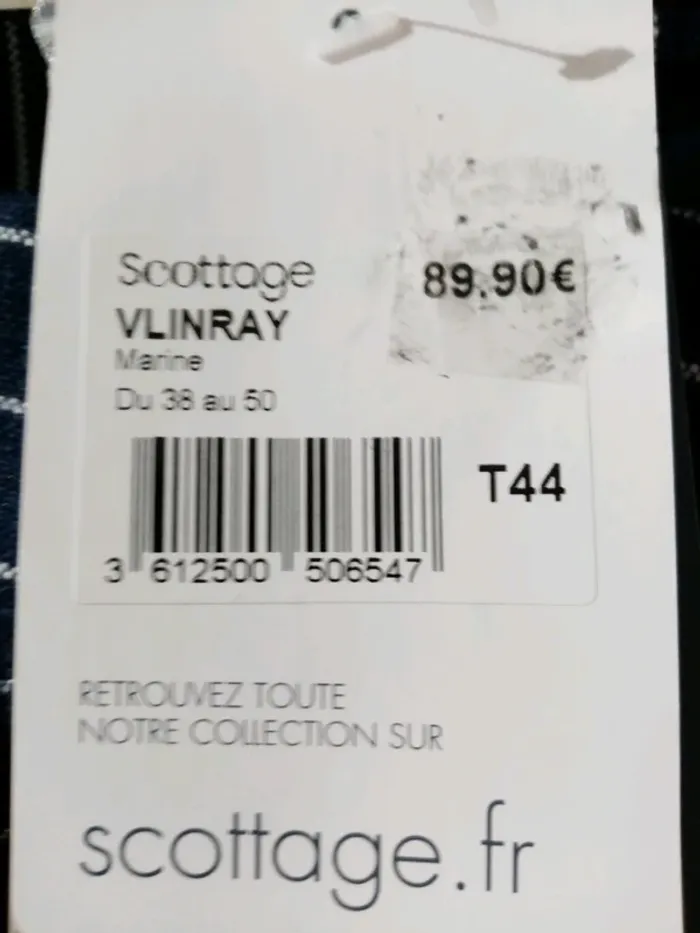 Scottage
89.90€
VLINRAY
Marine
Du 38 au 50
T44
3 612500 506547
RETROUVEZ TOUTE
NOTRE COLLECTION SUR
scottage.fr